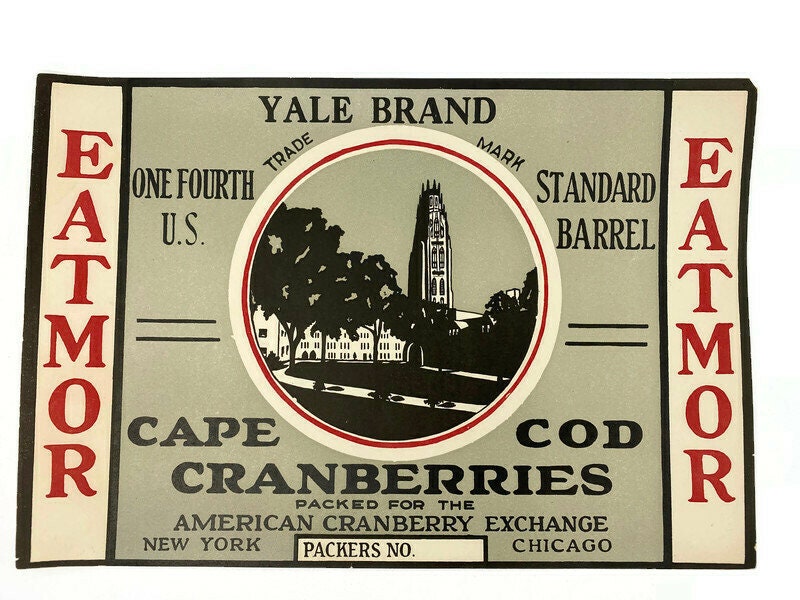 EATMOR
YALE BRAND
TRADE MARK
ONE FOURTH
U.S.
STANDARD
BARREL
CAPE COD
CRANBERRIES
PACKED FOR THE
AMERICAN CRANBERRY EXCHANGE
NEW YORK
PACKERS NO.
CHICAGO
EATMOR